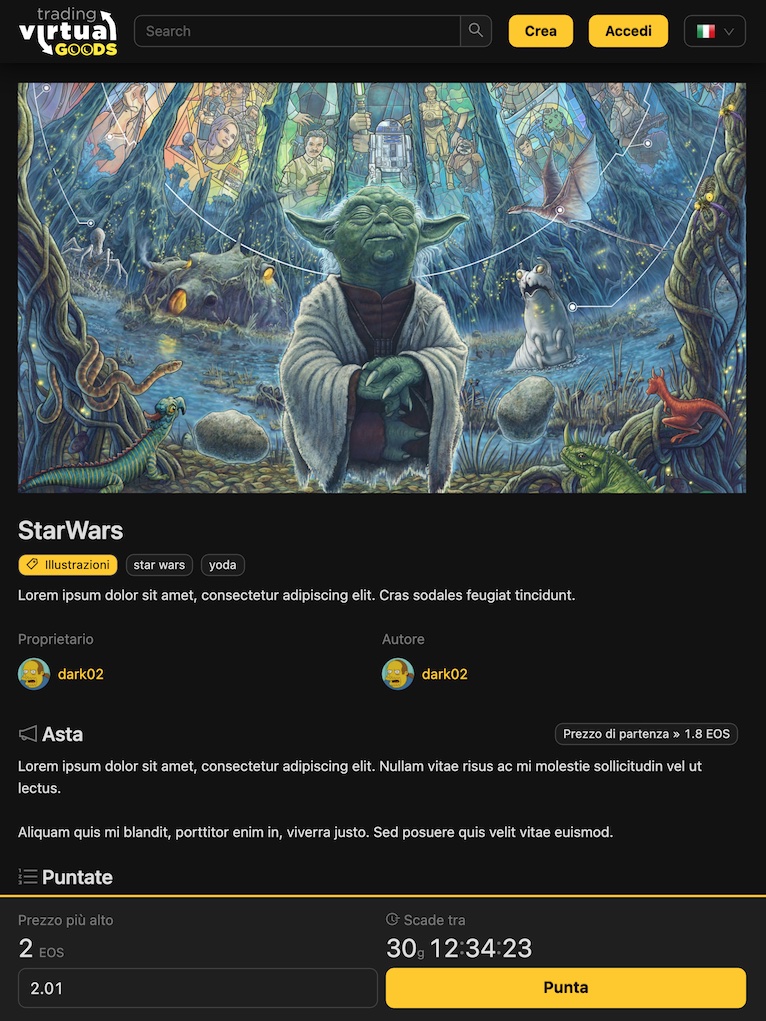 trading
virtual
GOODS
Search
Crea
Accedi
StarWars
Illustrazioni
star wars
yoda
Lorem ipsum dolor sit amet, consectetur adipiscing elit. Cras sodales feugiat tincidunt.
Proprietario
Autore
dark02
dark02
Asta
Prezzo di partenza » 1.8 EOS
Lorem ipsum dolor sit amet, consectetur adipiscing elit. Nullam vitae risus ac mi molestie sollicitudin vel ut
lectus.
Aliquam quis mi blandit, porttitor enim in, viverra justo. Sed posuere quis velit vitae euismod.
Puntate
Prezzo più alto
Scade tra
2 EOS
30g 12:34:23
2.01
Punta